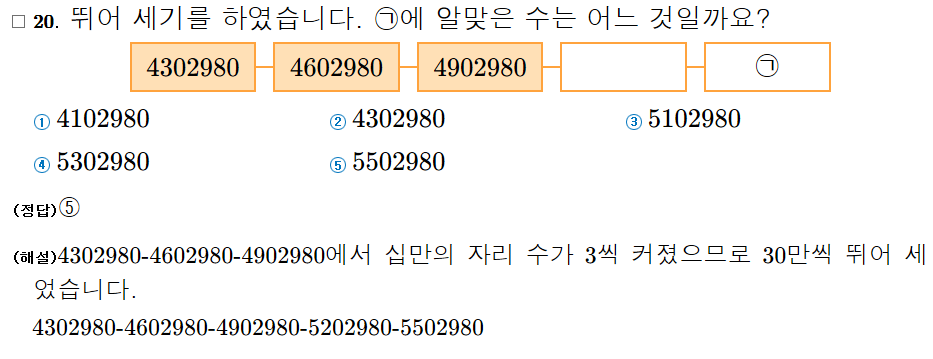 □ 20. 뛰어 세기를 하였습니다. ㉠에 알맞은 수는 어느 것일까요?
4302980 4602980 4902980 ㉠
① 4102980 ② 4302980 ③ 5102980
④ 5302980 ⑤ 5502980
(정답)⑤
(해설)4302980-4602980-4902980에서 십만의 자리 수가 3씩 커졌으므로 30만씩 뛰어 세
었습니다.
4302980-4602980-4902980-5202980-5502980